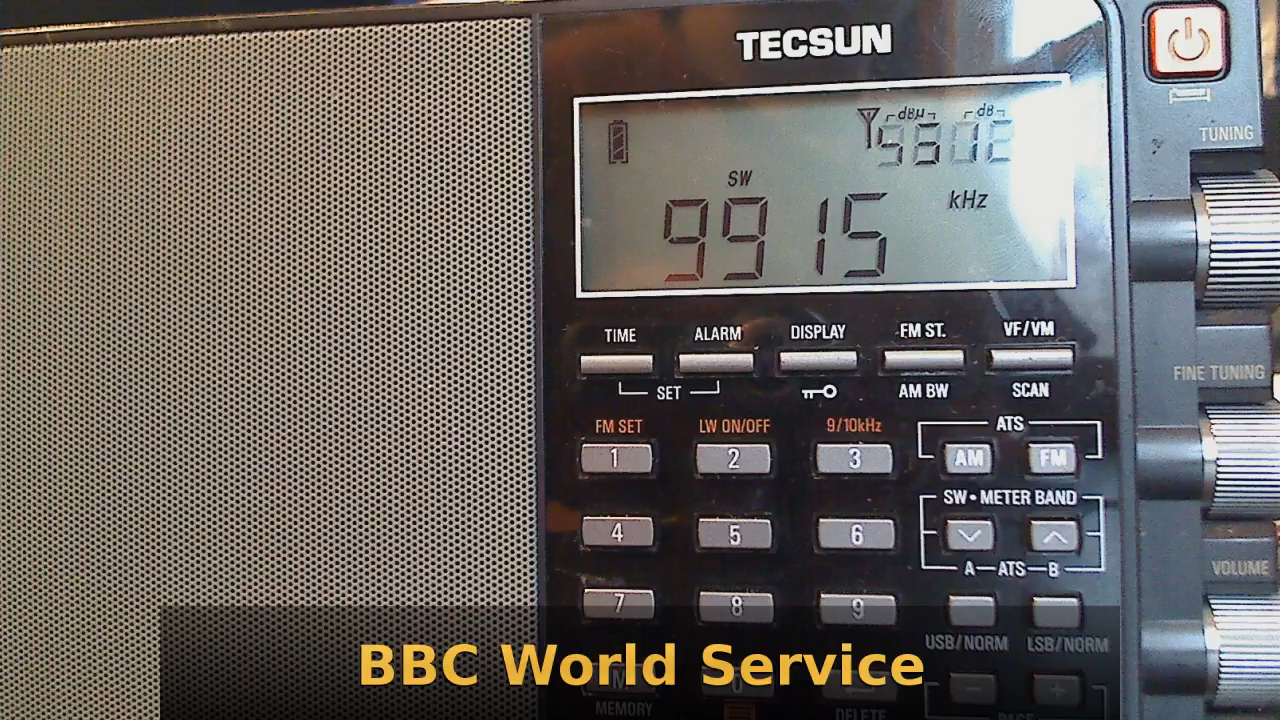 TECSUN
dBµ dB
SW
9915 kHz
TUNING
TIME ALARM DISPLAY FM ST. VF/VM
SET AM BW SCAN
FINE TUNING
FM SET LW ON/OFF 9/10kHz ATS
1 2 3 AM FM
SW • METER BAND
4 5 6
A—ATS—B
VOLUME
7 8 9
USB/NORM LSB/NORM
BBC World Service
M 0 - +
MEMORY DELETE PAGE